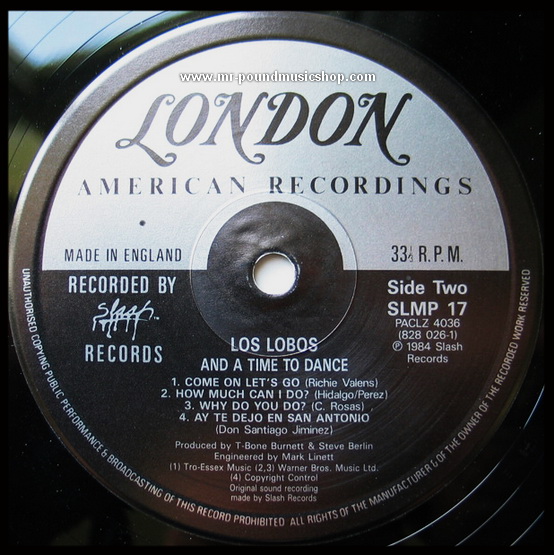 www.mr-poundmusicshop.com
LONDON
AMERICAN RECORDINGS
MADE IN ENGLAND
33⅓ R.P.M.
RECORDED BY
slash
RECORDS
Side Two
SLMP 17
PACLZ 4036
(828 026-1)
℗ 1984 Slash
Records
LOS LOBOS
AND A TIME TO DANCE
1. COME ON LET'S GO (Richie Valens)
2. HOW MUCH CAN I DO? (Hidalgo/Perez)
3. WHY DO YOU DO? (C. Rosas)
4. AY TE DEJO EN SAN ANTONIO
(Don Santiago Jiminez)
Produced by T-Bone Burnett & Steve Berlin
Engineered by Mark Linett
(1) Tro-Essex Music (2,3) Warner Bros. Music Ltd.
(4) Copyright Control
Original sound recording
made by Slash Records
UNAUTHORISED COPYING PUBLIC PERFORMANCE & BROADCASTING OF THIS RECORD PROHIBITED ALL RIGHTS OF THE MANUFACTURER & OF THE OWNER OF THE RECORDED WORK RESERVED